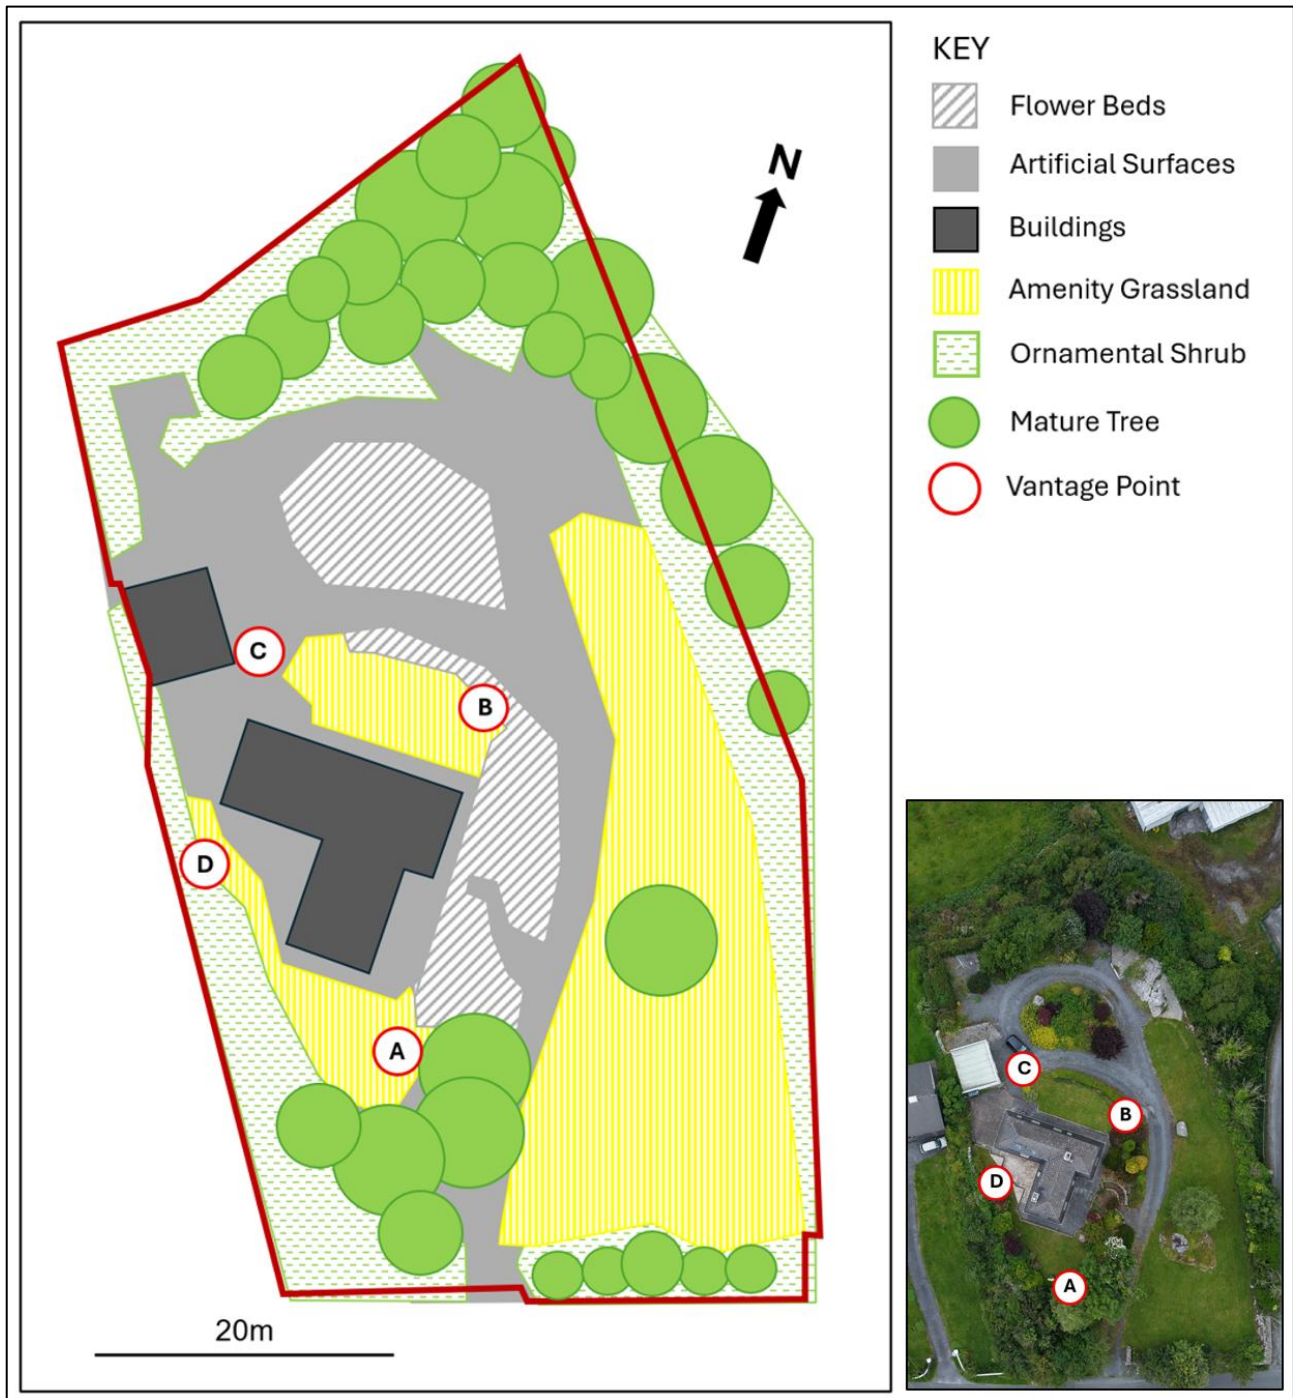 N
C
B
D
A
20m
KEY
Flower Beds
Artificial Surfaces
Buildings
Amenity Grassland
Ornamental Shrub
Mature Tree
Vantage Point
C
B
D
A